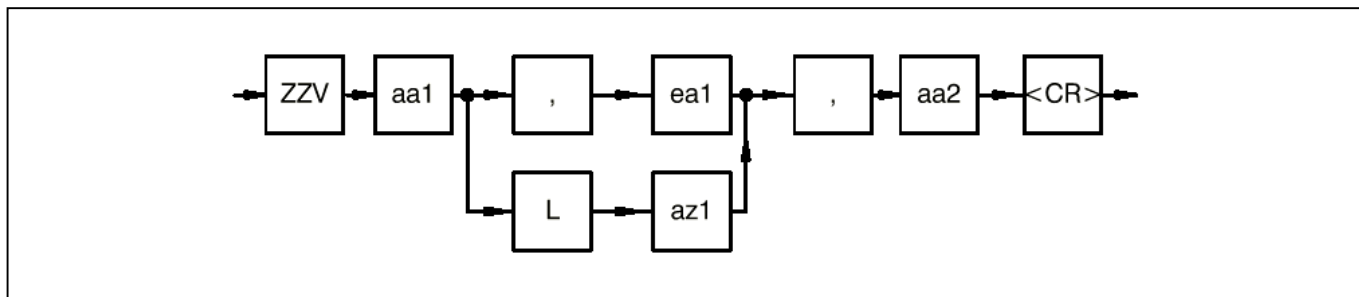 ZZV aa1 , ea1 , aa2 <CR>
L az1